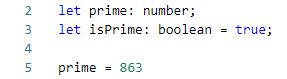 2 let prime: number;
3 let isPrime: boolean = true;
4
5 prime = 863